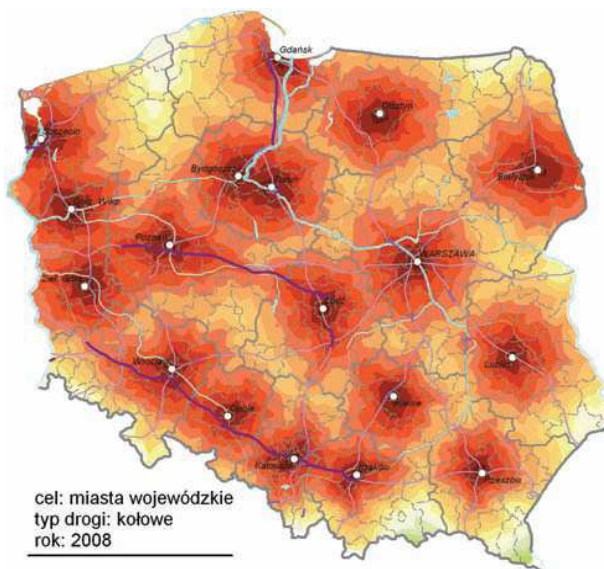 Gdańsk
Olsztyn
Szczecin
Bydgoszcz
Toruń
Białystok
Poznań
WARSZAWA
Łódź
Wrocław
Lublin
Opole
Kielce
Katowice
Kraków
Rzeszów
cel: miasta wojewódzkie
typ drogi: kołowe
rok: 2008